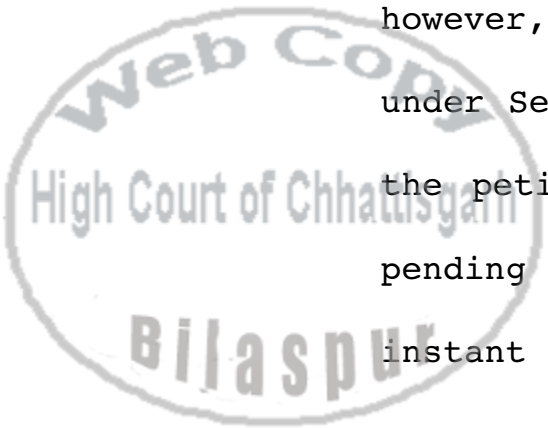 however,
Web Copy
under Se
High Court of Chhattisgarh
the peti
pending
Bilaspur
instant